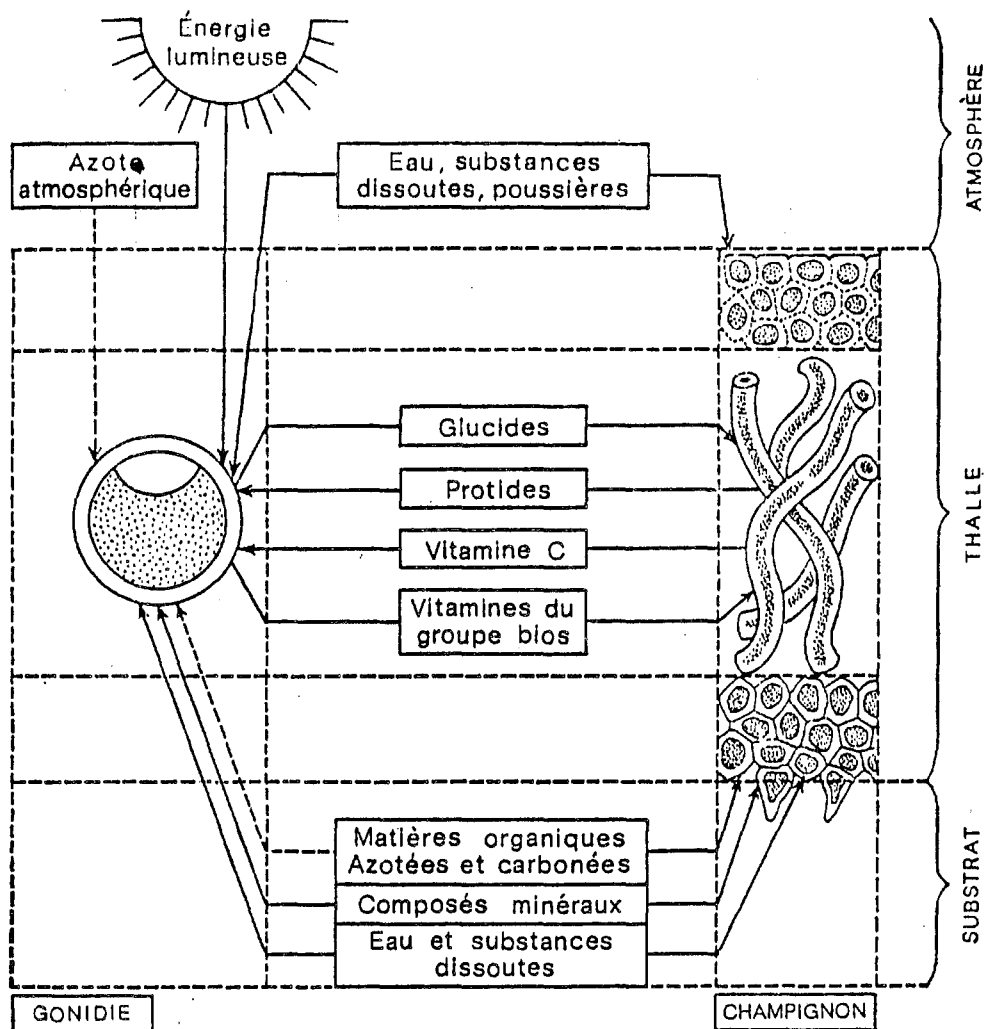 Énergie
lumineuse
Azote
atmosphérique
Eau, substances
dissoutes, poussières
ATMOSPHÈRE
Glucides
Protides
Vitamine C
Vitamines du
groupe bios
THALLE
Matières organiques
Azotées et carbonées
Composés minéraux
Eau et substances
dissoutes
SUBSTRAT
GONIDIE
CHAMPIGNON